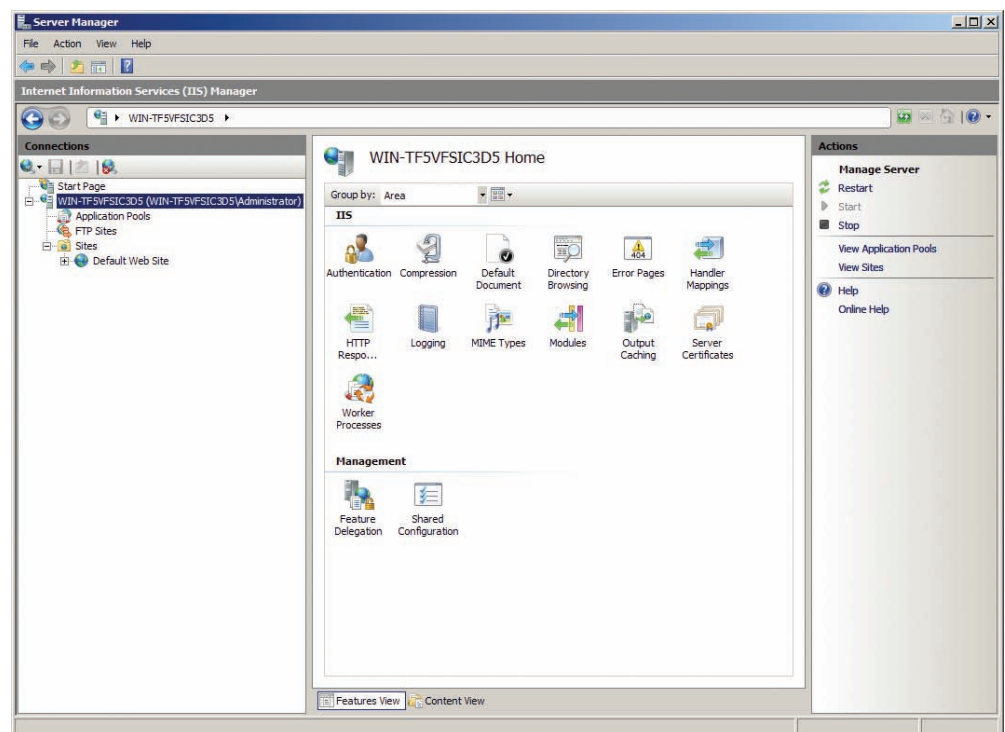 Server Manager
File Action View Help
Internet Information Services (IIS) Manager
WIN-TF5VFSIC3D5
Connections
Start Page
WIN-TF5VFSIC3D5 (WIN-TF5VFSIC3D5\Administrator)
Application Pools
FTP Sites
Sites
Default Web Site
WIN-TF5VFSIC3D5 Home
Group by: Area
IIS
Authentication Compression Default Document Directory Browsing Error Pages Handler Mappings
404
HTTP Respo... Logging MIME Types Modules Output Caching Server Certificates
Worker Processes
Management
Feature Delegation Shared Configuration
Features View Content View
Actions
Manage Server
Restart
Start
Stop
View Application Pools
View Sites
Help
Online Help